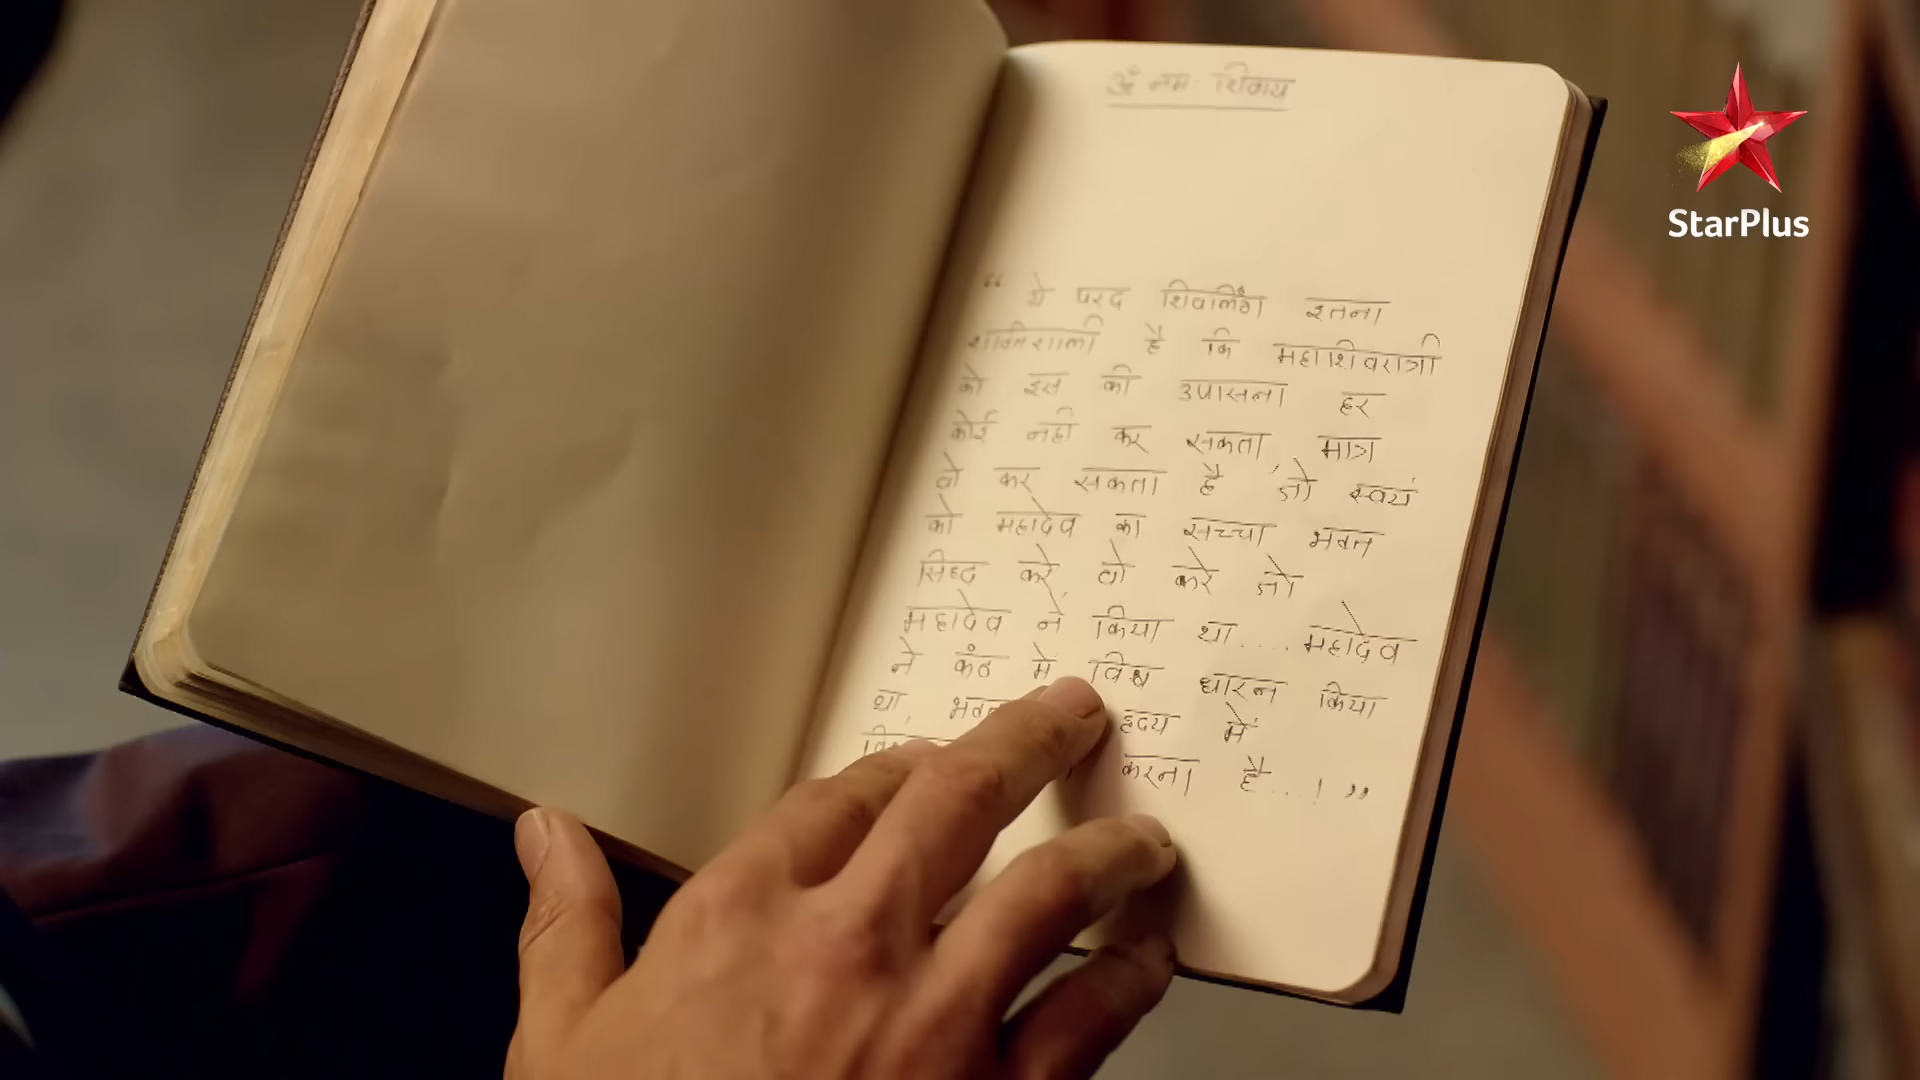 ॐ नमः शिवाय
StarPlus
“ ये परद शिवलिंग इतना
शक्तिशाली है कि महाशिवरात्री
को इस की उपासना हर
कोई नही कर सकता, मात्र
वो कर सकता है जो स्वयं
को महादेव का सच्चा भक्त
सिध्द करे, वो करे जो
महादेव ने किया था.... महादेव
ने कंठ मे विष धारन किया
था, भक्त हृदय में
करना है...! ”